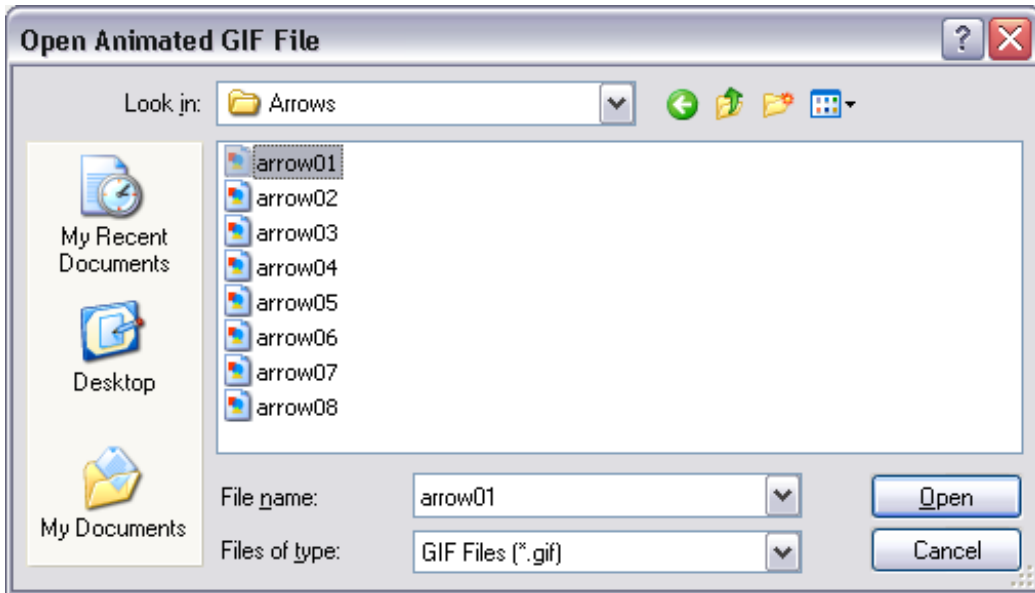 Open Animated GIF File
?
Look in:
Arrows
arrow01
arrow02
arrow03
arrow04
arrow05
arrow06
arrow07
arrow08
My Recent
Documents
Desktop
My Documents
File name:
arrow01
Open
Files of type:
GIF Files (*.gif)
Cancel